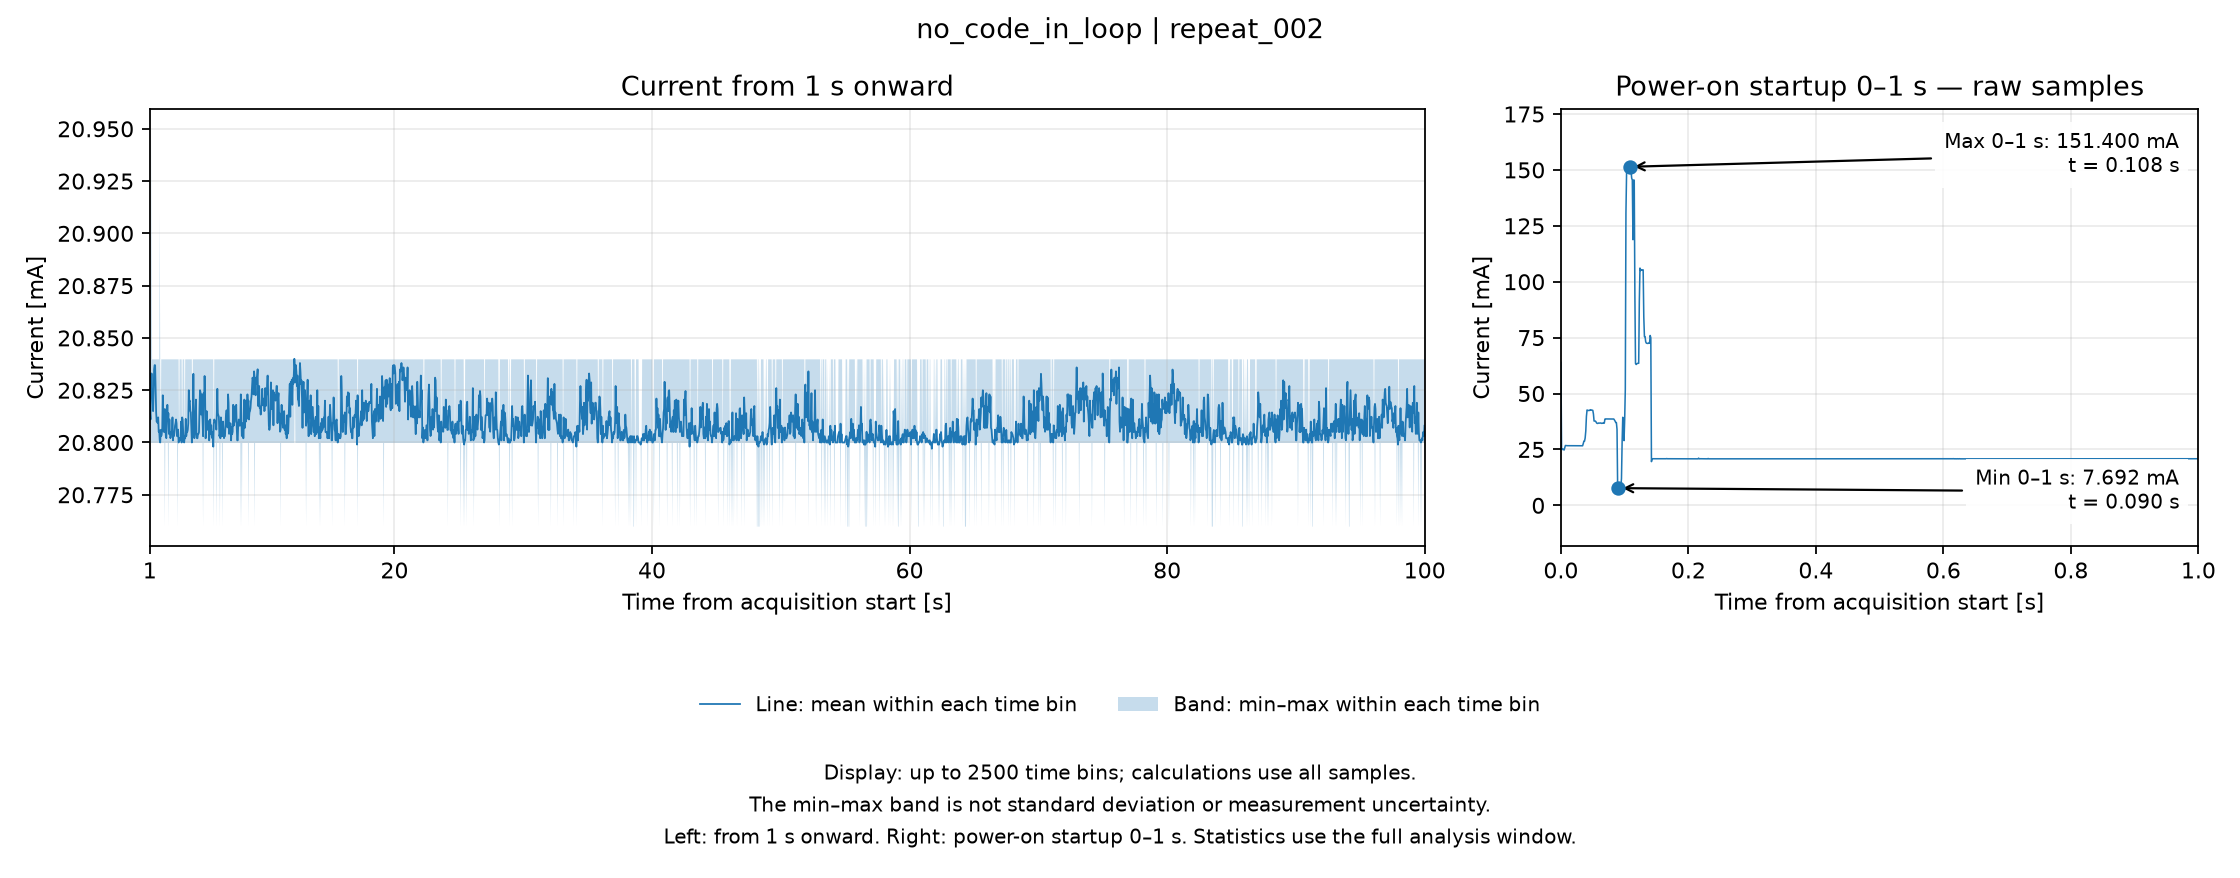 no_code_in_loop | repeat_002
Current from 1 s onward
Current [mA]
20.950
20.925
20.900
20.875
20.850
20.825
20.800
20.775
1
20
40
60
80
100
Time from acquisition start [s]
Power-on startup 0–1 s — raw samples
Current [mA]
175
150
125
100
75
50
25
0
Max 0–1 s: 151.400 mA
t = 0.108 s
Min 0–1 s: 7.692 mA
t = 0.090 s
0.0
0.2
0.4
0.6
0.8
1.0
Time from acquisition start [s]
Line: mean within each time bin
Band: min–max within each time bin
Display: up to 2500 time bins; calculations use all samples.
The min–max band is not standard deviation or measurement uncertainty.
Left: from 1 s onward. Right: power-on startup 0–1 s. Statistics use the full analysis window.